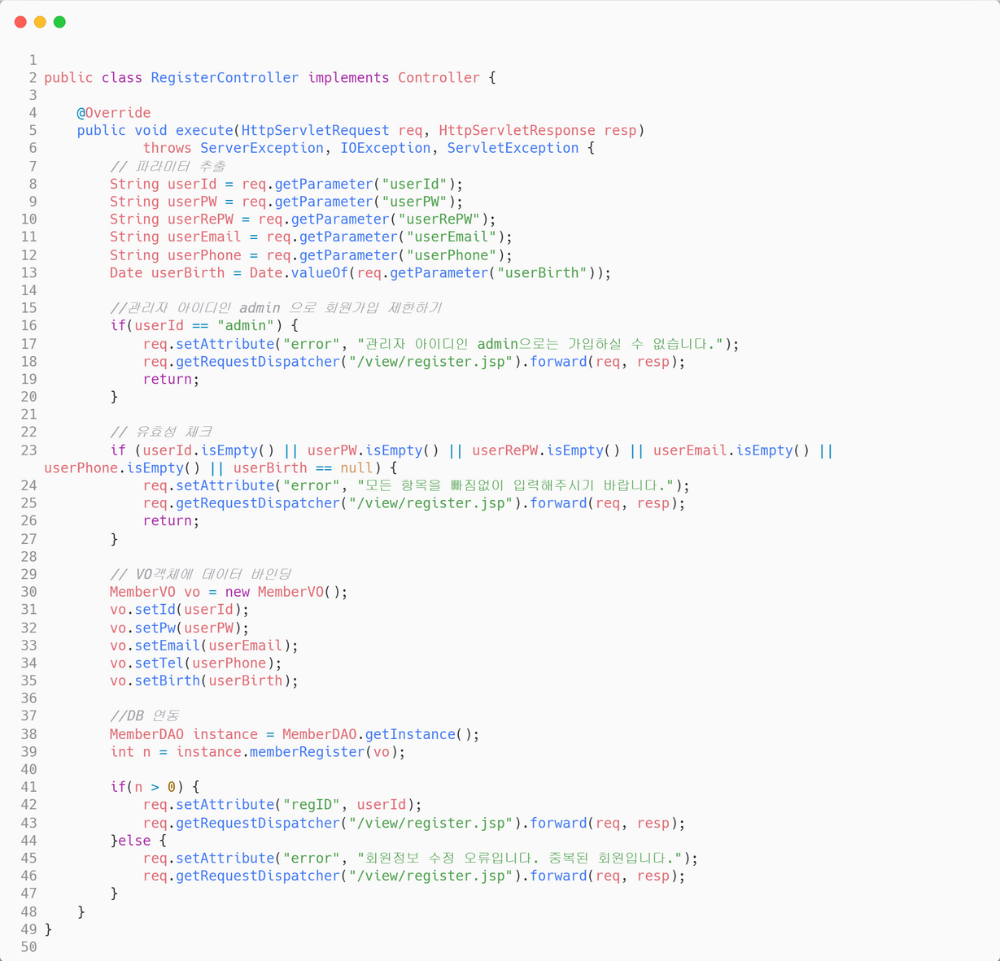 1
2 public class RegisterController implements Controller {
3
4     @Override
5     public void execute(HttpServletRequest req, HttpServletResponse resp)
6             throws ServerException, IOException, ServletException {
7         // 파라미터 추출
8         String userId = req.getParameter("userId");
9         String userPW = req.getParameter("userPW");
10         String userRePW = req.getParameter("userRePW");
11         String userEmail = req.getParameter("userEmail");
12         String userPhone = req.getParameter("userPhone");
13         Date userBirth = Date.valueOf(req.getParameter("userBirth"));
14
15         //관리자 아이디인 admin 으로 회원가입 제한하기
16         if(userId == "admin") {
17             req.setAttribute("error", "관리자 아이디인 admin으로는 가입하실 수 없습니다.");
18             req.getRequestDispatcher("/view/register.jsp").forward(req, resp);
19             return;
20         }
21
22         // 유효성 체크
23         if (userId.isEmpty() || userPW.isEmpty() || userRePW.isEmpty() || userEmail.isEmpty() ||
userPhone.isEmpty() || userBirth == null) {
24             req.setAttribute("error", "모든 항목을 빠짐없이 입력해주시기 바랍니다.");
25             req.getRequestDispatcher("/view/register.jsp").forward(req, resp);
26             return;
27         }
28
29         // VO객체에 데이터 바인딩
30         MemberVO vo = new MemberVO();
31         vo.setId(userId);
32         vo.setPw(userPW);
33         vo.setEmail(userEmail);
34         vo.setTel(userPhone);
35         vo.setBirth(userBirth);
36
37         //DB 연동
38         MemberDAO instance = MemberDAO.getInstance();
39         int n = instance.memberRegister(vo);
40
41         if(n > 0) {
42             req.setAttribute("regID", userId);
43             req.getRequestDispatcher("/view/register.jsp").forward(req, resp);
44         }else {
45             req.setAttribute("error", "회원정보 수정 오류입니다. 중복된 회원입니다.");
46             req.getRequestDispatcher("/view/register.jsp").forward(req, resp);
47         }
48     }
49 }
50